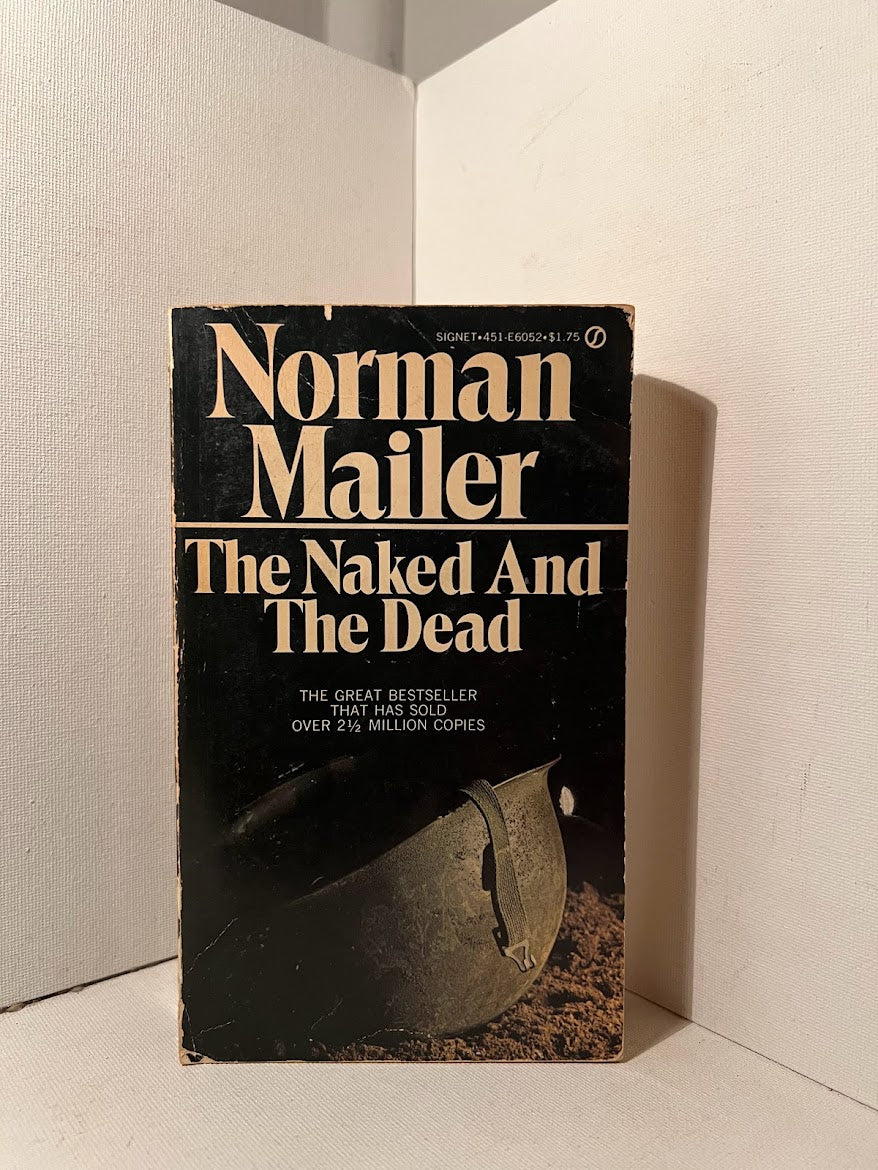 SIGNET•451-E6052•$1.75
Norman
Mailer
The Naked And
The Dead
THE GREAT BESTSELLER
THAT HAS SOLD
OVER 2½ MILLION COPIES